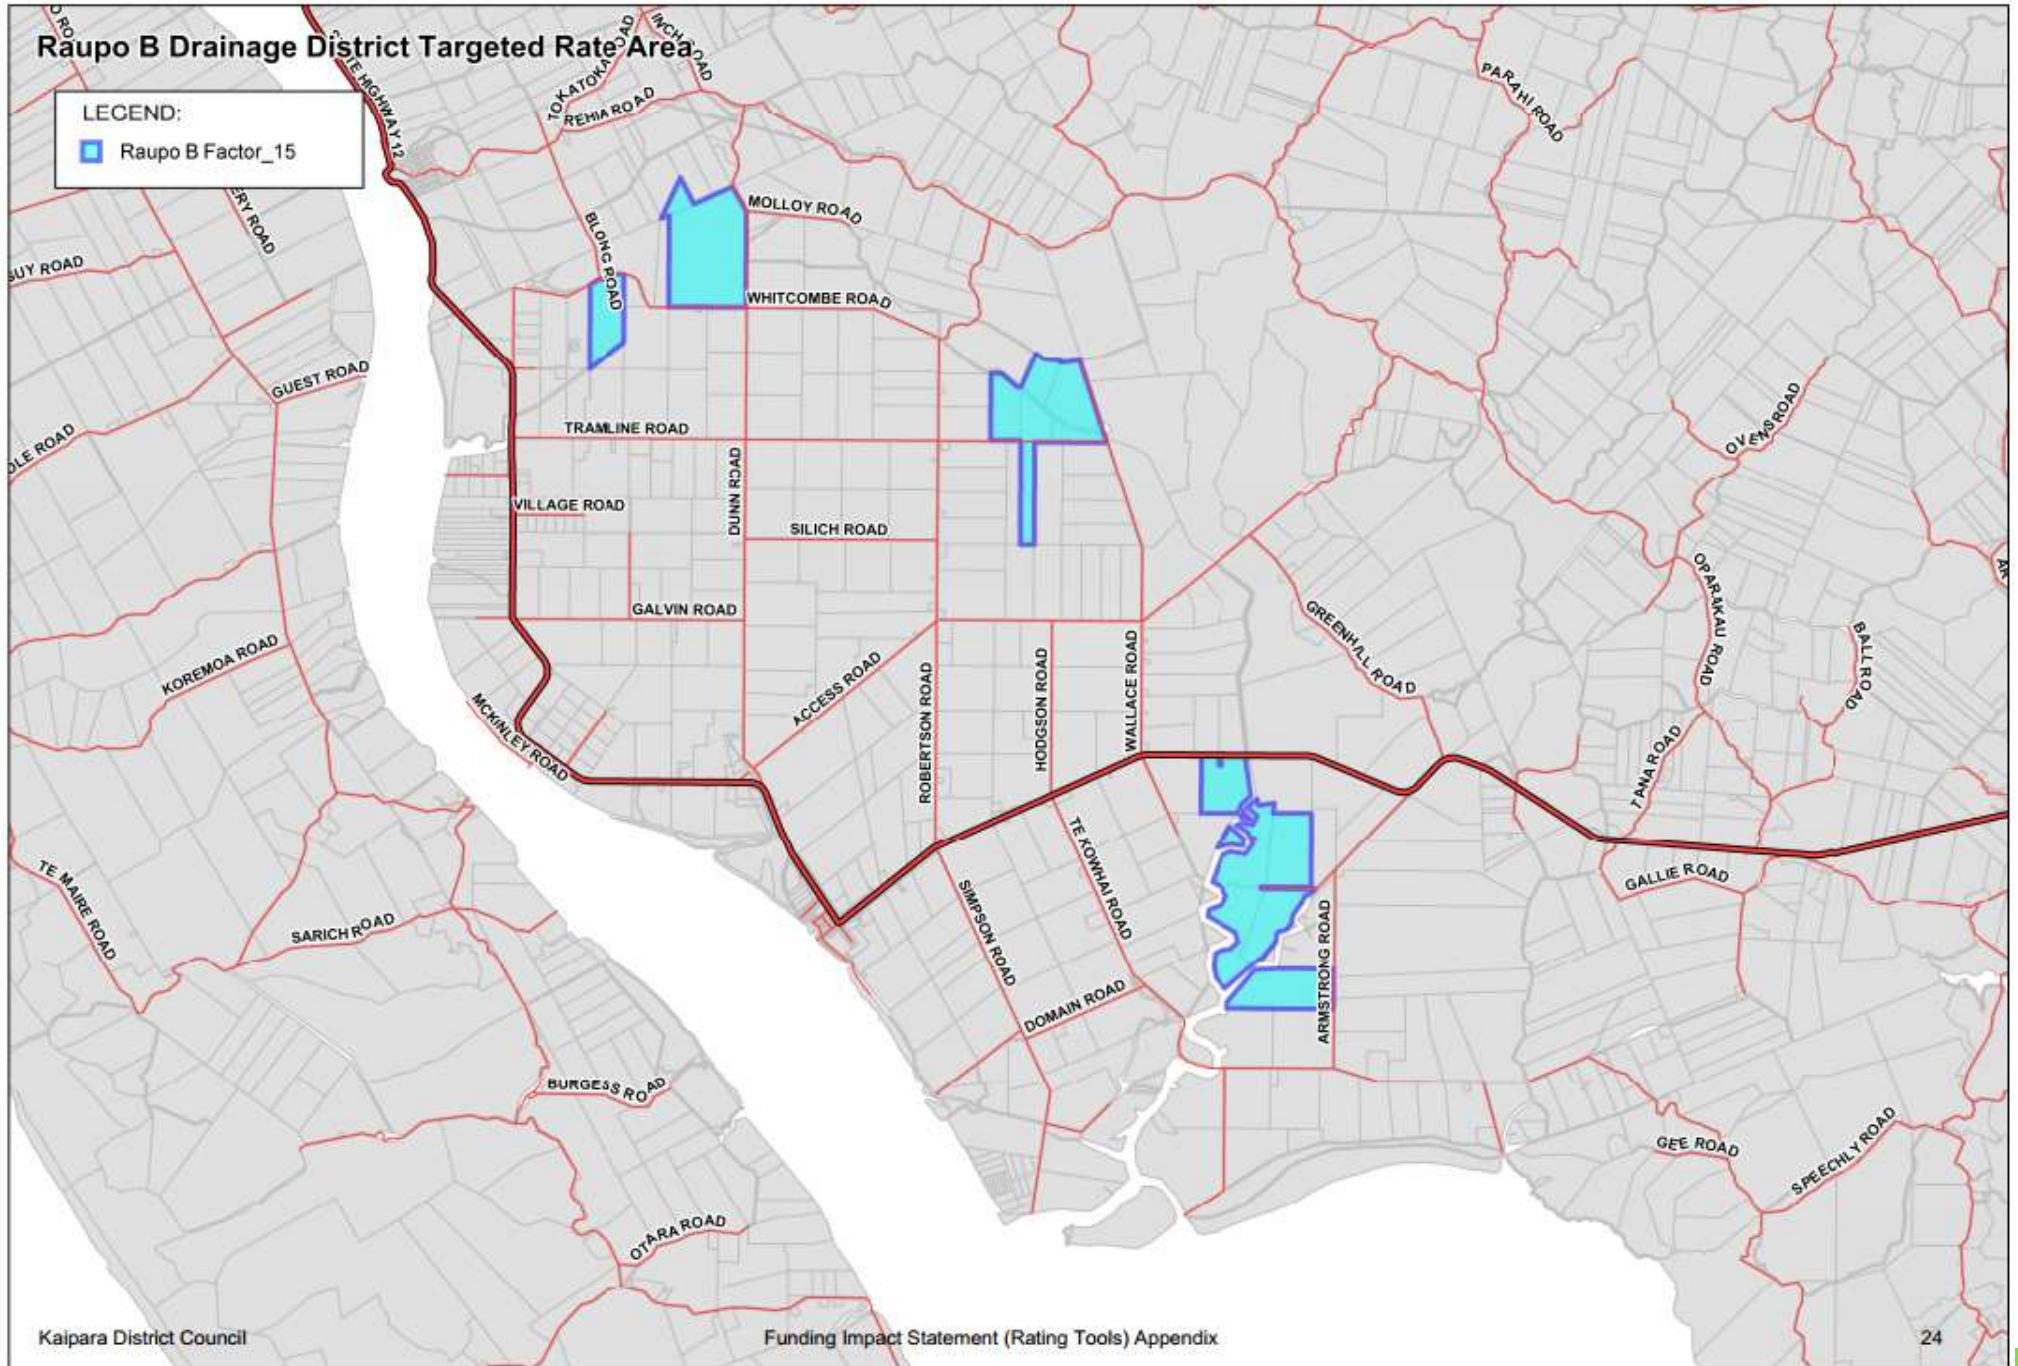 Raupo B Drainage District Targeted Rate Area
LEGEND:
Raupo B Factor_15
STATE HIGHWAY 12
TOKATOKA ROAD
INCH ROAD
REHIA ROAD
PARAHI ROAD
ERY ROAD
MOLLOY ROAD
BLONG ROAD
GUY ROAD
WHITCOMBE ROAD
GUEST ROAD
OVENS ROAD
OLE ROAD
TRAMLINE ROAD
DUNN ROAD
VILLAGE ROAD
SILICH ROAD
GALVIN ROAD
OPARAKAU ROAD
GREENHILL ROAD
BALL ROAD
KOREMOA ROAD
ACCESS ROAD
ROBERTSON ROAD
HODGSON ROAD
WALLACE ROAD
MCKINLEY ROAD
TANA ROAD
TE KOWHAI ROAD
TE MAIRE ROAD
SIMPSON ROAD
GALLIE ROAD
SARICH ROAD
ARMSTRONG ROAD
DOMAIN ROAD
BURGESS ROAD
GEE ROAD
SPEECHLY ROAD
OTARA ROAD
Kaipara District Council
Funding Impact Statement (Rating Tools) Appendix
24